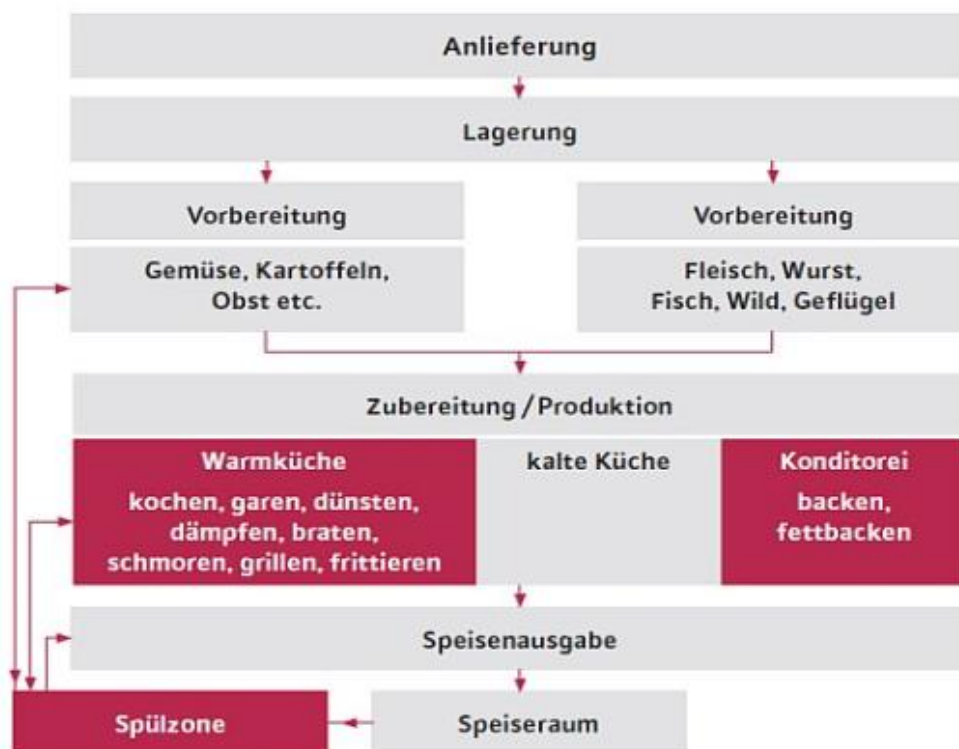 Anlieferung
Lagerung
Vorbereitung
Gemüse, Kartoffeln,
Obst etc.
Vorbereitung
Fleisch, Wurst,
Fisch, Wild, Geflügel
Zubereitung / Produktion
Warmküche
kochen, garen, dünsten,
dämpfen, braten,
schmoren, grillen, frittieren
kalte Küche
Konditorei
backen,
fettbacken
Speisenausgabe
Spülzone
Speiseraum